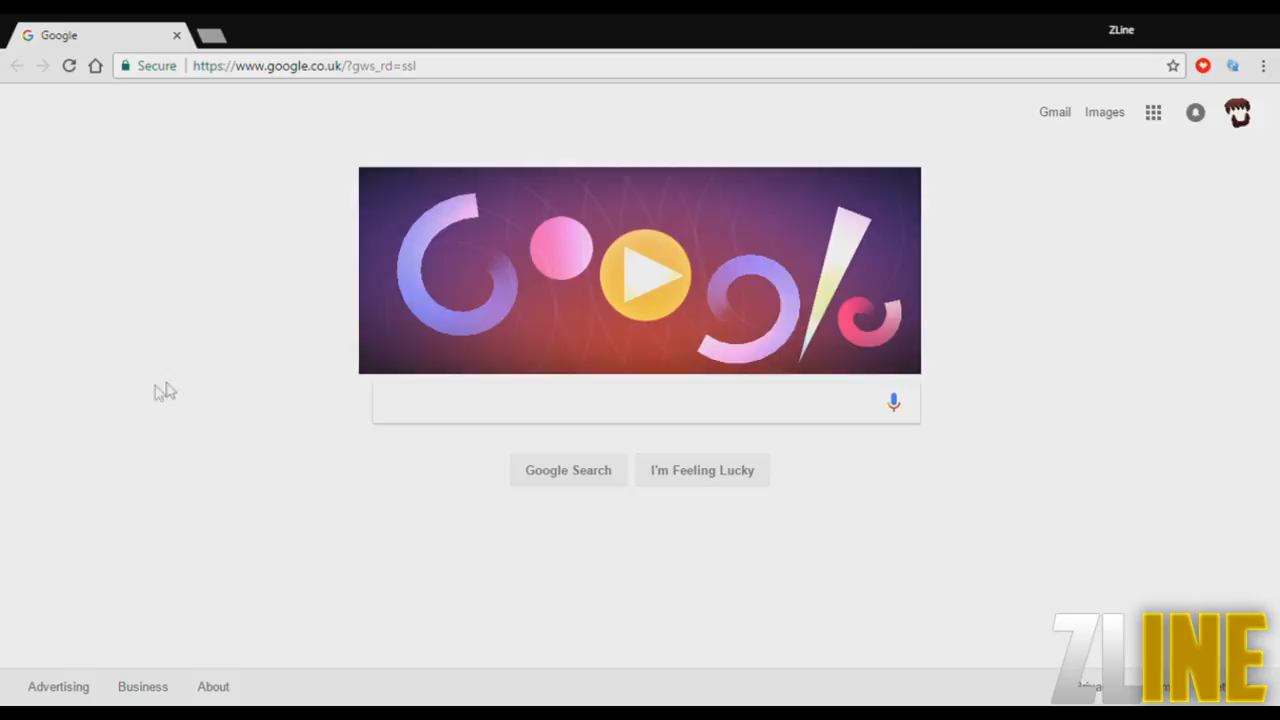 Google
ZLine
Secure
https://www.google.co.uk/?gws_rd=ssl
Gmail Images
Google
Google Search I'm Feeling Lucky
Advertising Business About
ZLINE